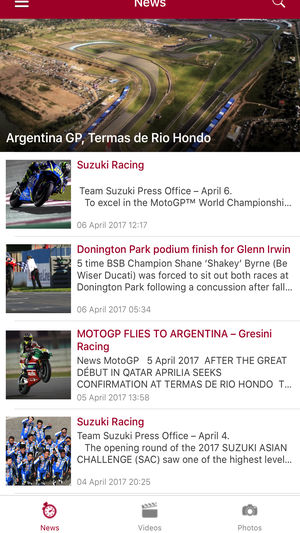 News
Argentina GP, Termas de Rio Hondo
Suzuki Racing
Team Suzuki Press Office – April 6.
To excel in the MotoGP™ World Championshi...
06 April 2017 12:17
Donington Park podium finish for Glenn Irwin
5 time BSB Champion Shane ‘Shakey’ Byrne (Be
Wiser Ducati) was forced to sit out both races at
Donington Park following a concussion after fall...
06 April 2017 05:34
MOTOGP FLIES TO ARGENTINA – Gresini
Racing
News MotoGP 5 April 2017 AFTER THE GREAT
DÉBUT IN QATAR APRILIA SEEKS
CONFIRMATION AT TERMAS DE RIO HONDO T...
05 April 2017 13:58
Suzuki Racing
Team Suzuki Press Office – April 4.
The opening round of the 2017 SUZUKI ASIAN
CHALLENGE (SAC) saw one of the highest level...
04 April 2017 20:25
News
Videos
Photos